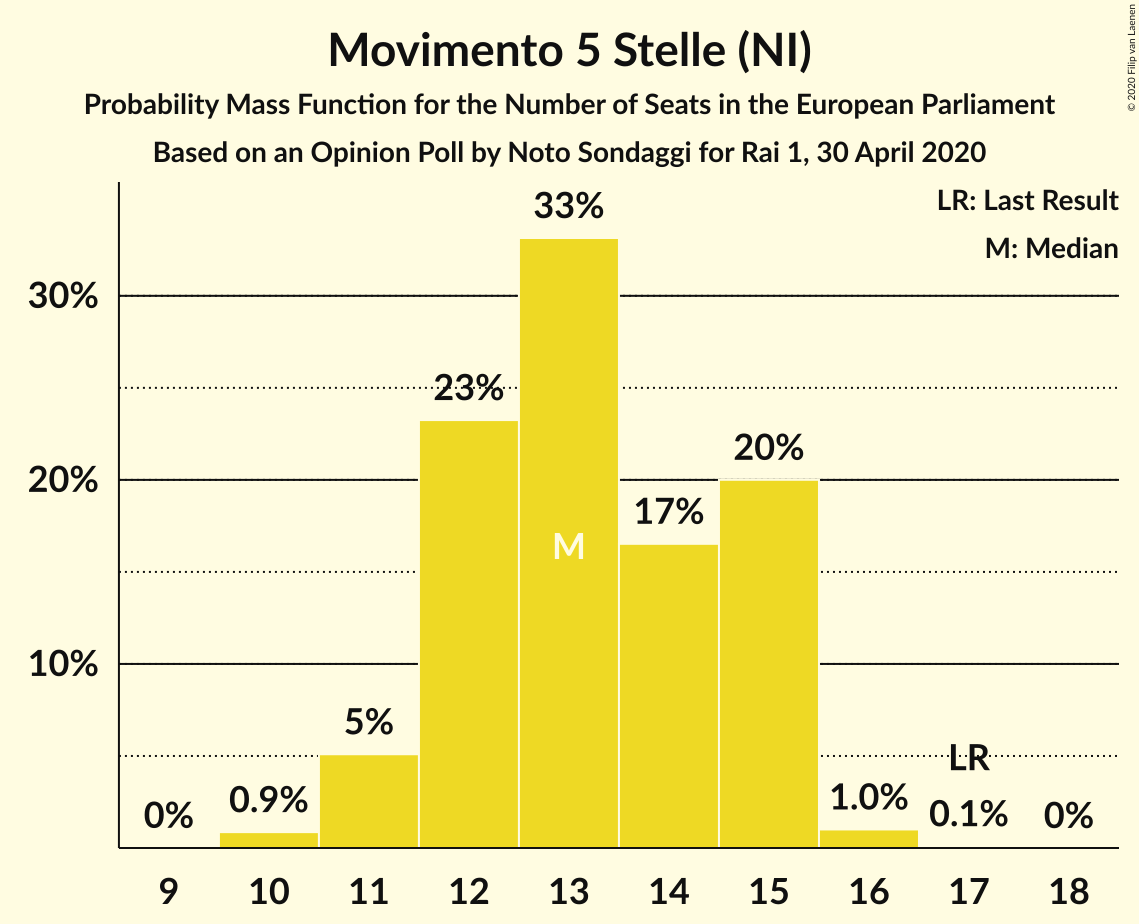 Movimento 5 Stelle (NI)
Probability Mass Function for the Number of Seats in the European Parliament
Based on an Opinion Poll by Noto Sondaggi for Rai 1, 30 April 2020
© 2020 Filip van Laenen
LR: Last Result
M: Median
30%
20%
10%
0%
0.9%
5%
23%
33%
M
17%
20%
1.0%
LR
0.1%
0%
9 10 11 12 13 14 15 16 17 18